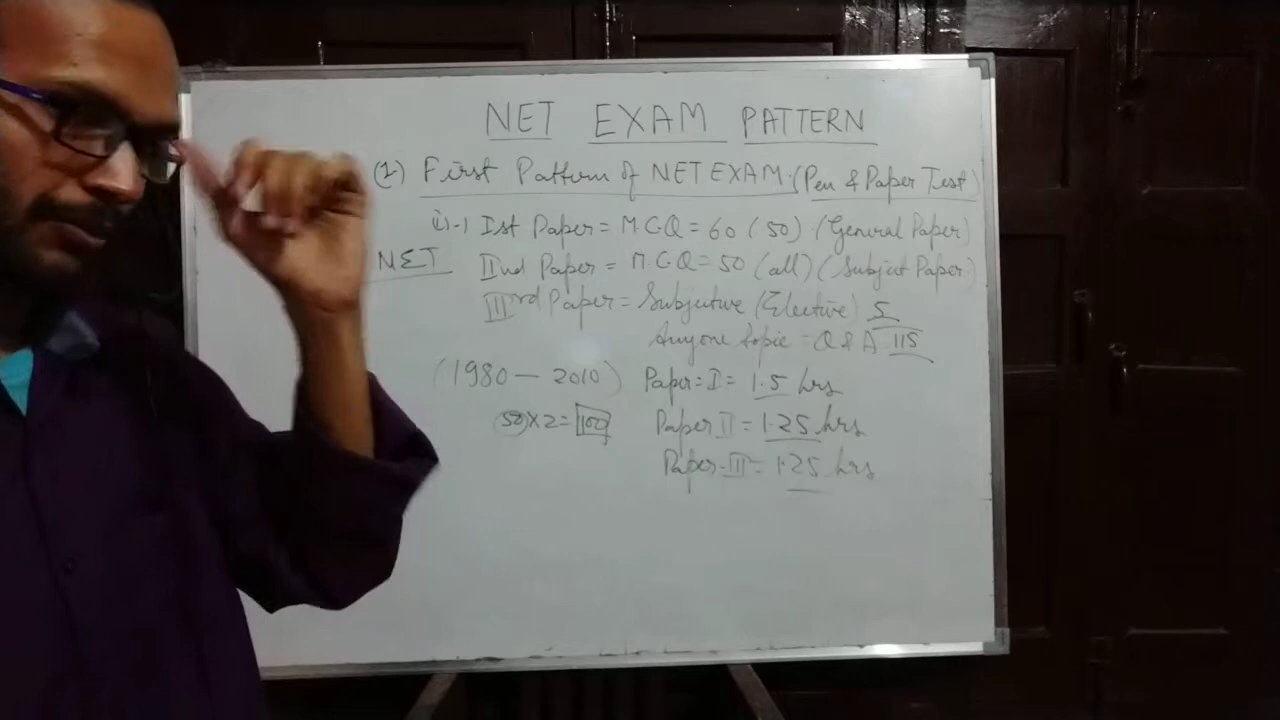 NET EXAM PATTERN
(1) First Pattern of NET EXAM (Pen & Paper Test)
(i).) Ist Paper = M.C.Q = 60 (50) (General Paper)
NET IInd Paper = M.C.Q = 50 (all) (Subject Paper)
IIIrd Paper = Subjective (Elective) 5
Anyone topic = Q & A 115
(1980 — 2010) Paper = I = 1.5 hrs
50 x 2 = 100 Paper II = 1.25 hrs
Paper-III = 1.25 hrs